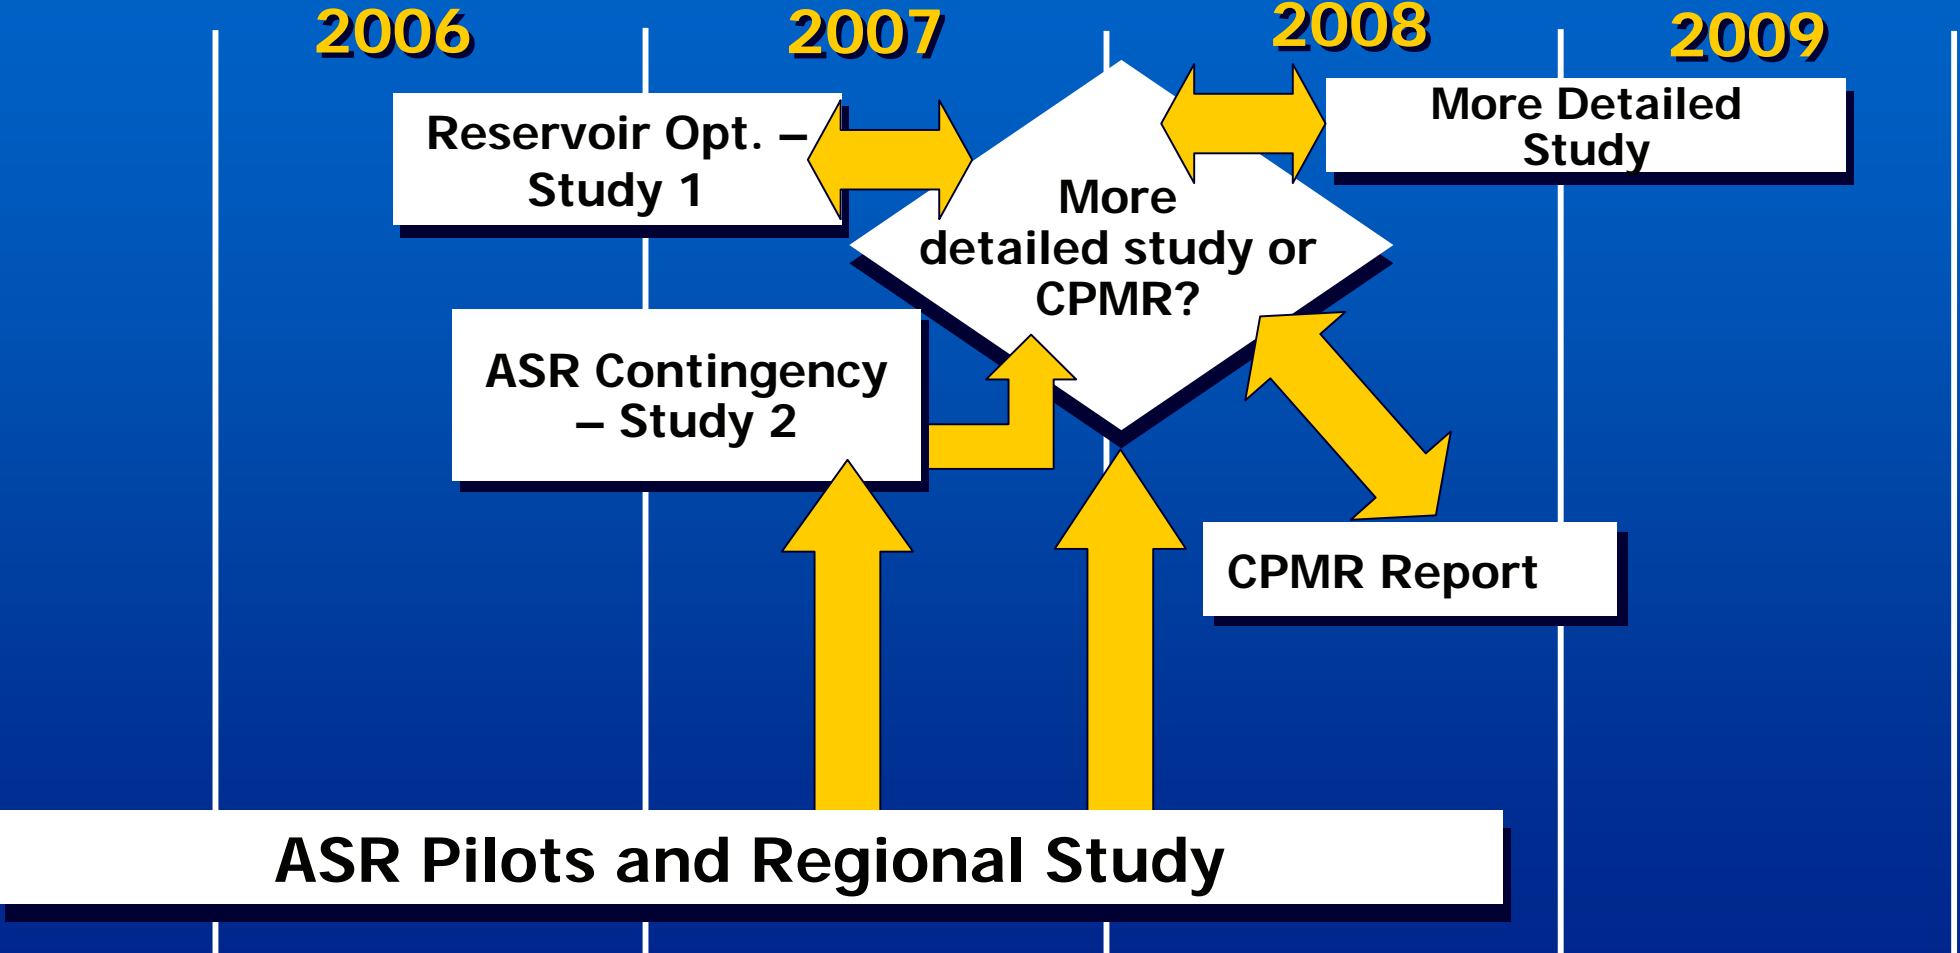 2006
2007
2008
2009
Reservoir Opt. –
Study 1
More Detailed
Study
More
detailed study or
CPMR?
ASR Contingency
– Study 2
CPMR Report
ASR Pilots and Regional Study